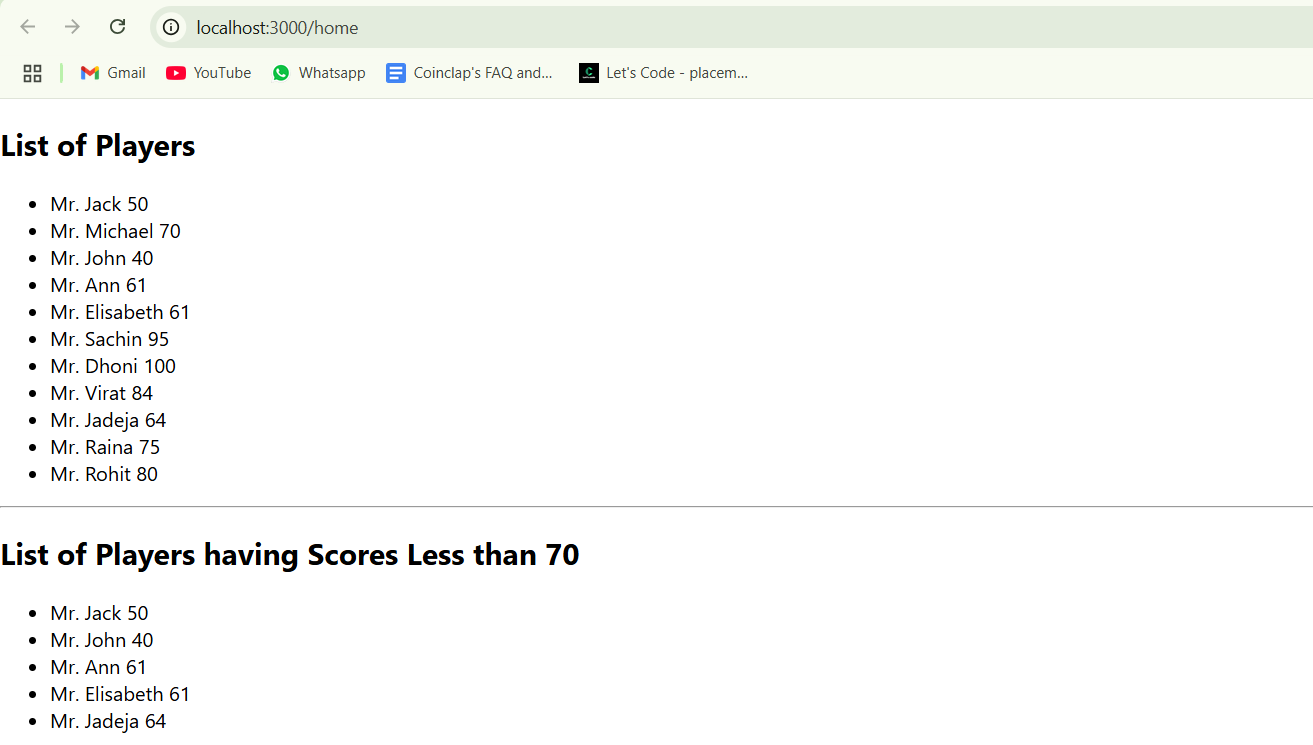 localhost:3000/home
Gmail YouTube Whatsapp Coinclap's FAQ and... Let's Code - placem...
List of Players
Mr. Jack 50
Mr. Michael 70
Mr. John 40
Mr. Ann 61
Mr. Elisabeth 61
Mr. Sachin 95
Mr. Dhoni 100
Mr. Virat 84
Mr. Jadeja 64
Mr. Raina 75
Mr. Rohit 80
List of Players having Scores Less than 70
Mr. Jack 50
Mr. John 40
Mr. Ann 61
Mr. Elisabeth 61
Mr. Jadeja 64